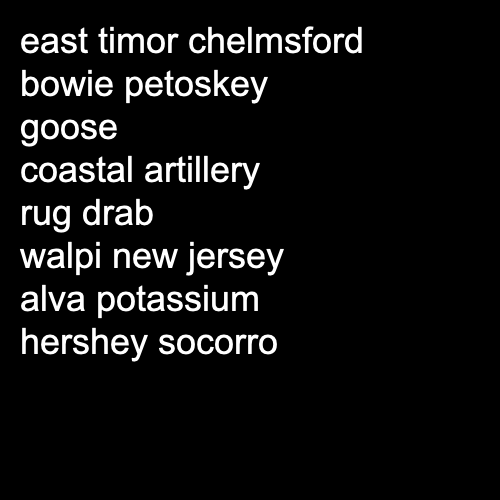 east timor chelmsford
bowie petoskey
goose
coastal artillery
rug drab
walpi new jersey
alva potassium
hershey socorro